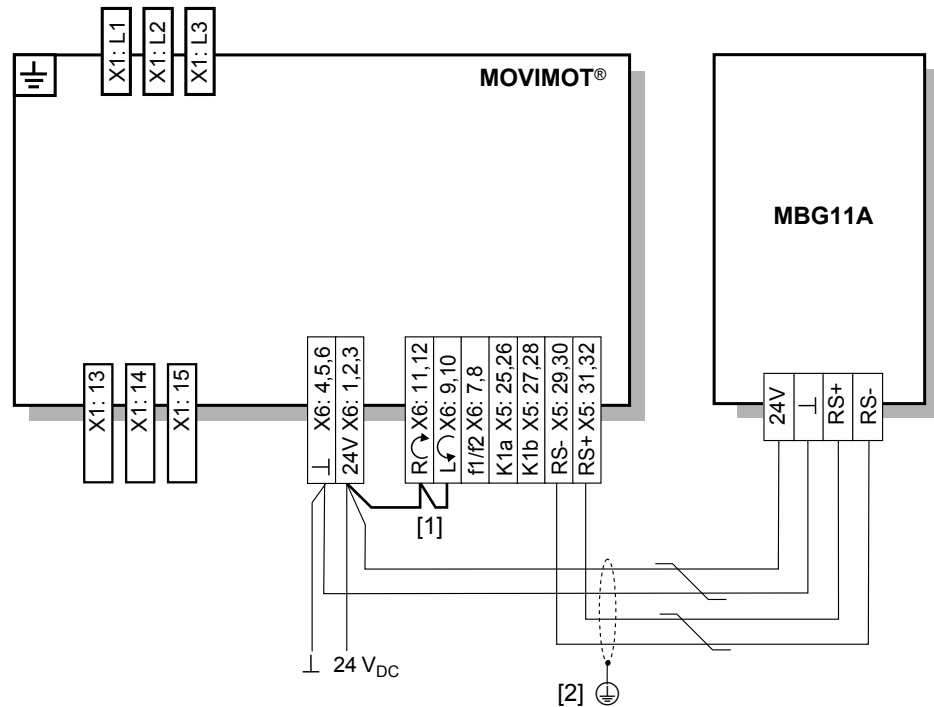 X1: L1
X1: L2
X1: L3
MOVIMOT®
MBG11A
X1: 13
X1: 14
X1: 15
⊥ X6: 4,5,6
24V X6: 1,2,3
R X6: 11,12
L X6: 9,10
f1/f2 X6: 7,8
K1a X5: 25,26
K1b X5: 27,28
RS- X5: 29,30
RS+ X5: 31,32
24V
⊥
RS+
RS-
[1]
⊥ 24 VDC
[2]